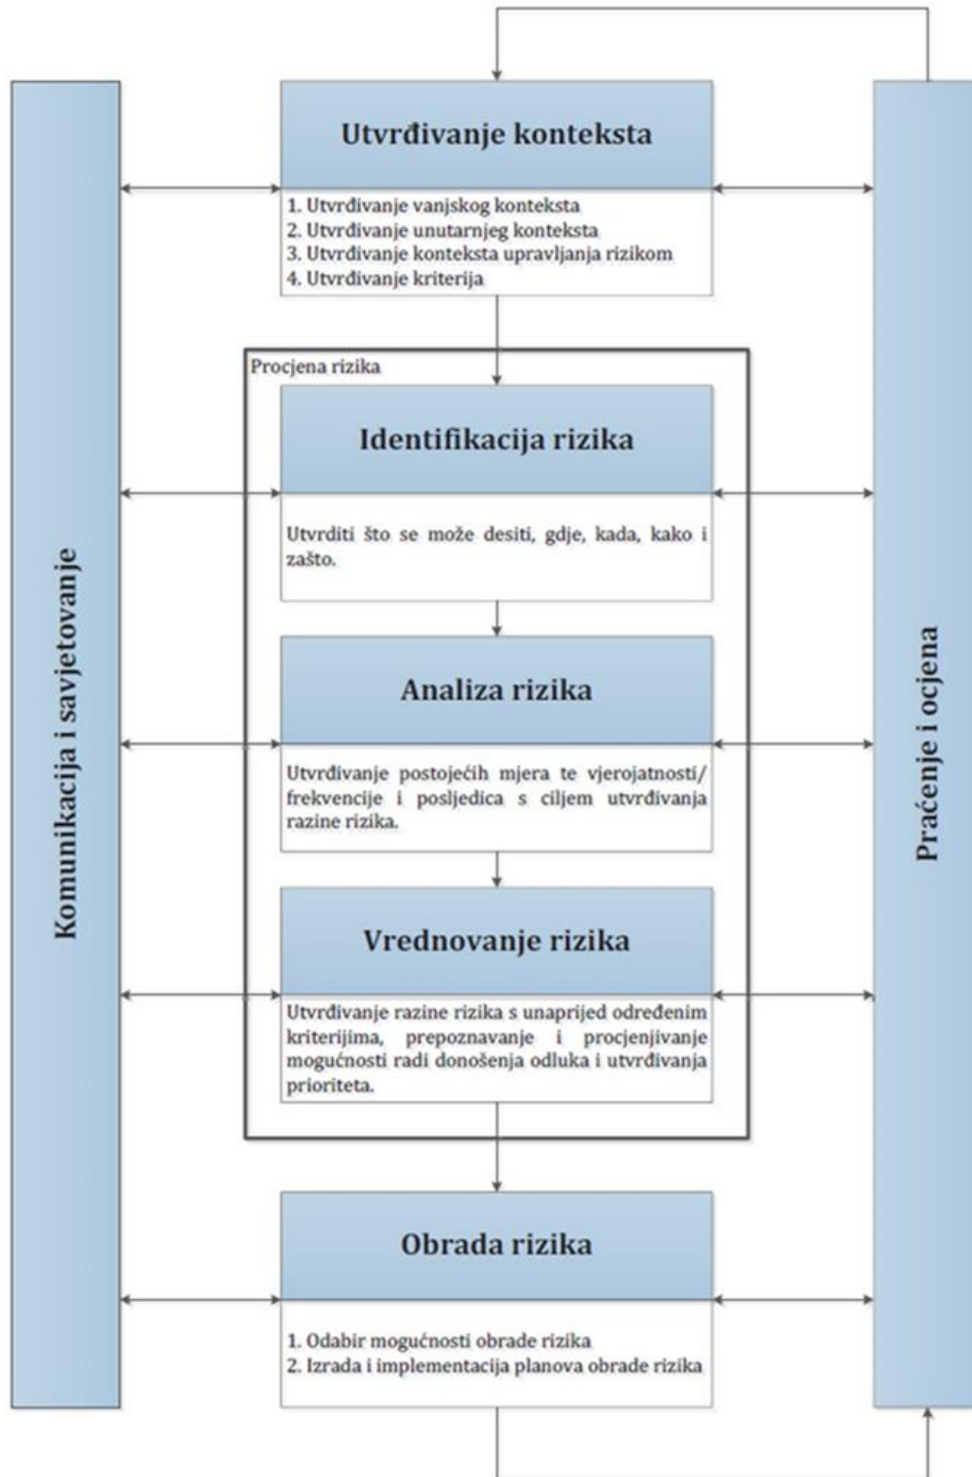 Utvrđivanje konteksta
1. Utvrđivanje vanjskog konteksta
2. Utvrđivanje unutarnjeg konteksta
3. Utvrđivanje konteksta upravljanja rizikom
4. Utvrđivanje kriterija
Procjena rizika
Identifikacija rizika
Utvrditi što se može desiti, gdje, kada, kako i
zašto.
Analiza rizika
Utvrđivanje postojećih mjera te vjerojatnosti/
frekvencije i posljedica s ciljem utvrđivanja
razine rizika.
Vrednovanje rizika
Utvrđivanje razine rizika s unaprijed određenim
kriterijima, prepoznavanje i procjenjivanje
mogućnosti radi donošenja odluka i utvrđivanja
prioriteta.
Obrada rizika
1. Odabir mogućnosti obrade rizika
2. Izrada i implementacija planova obrade rizika
Komunikacija i savjetovanje
Praćenje i ocjena